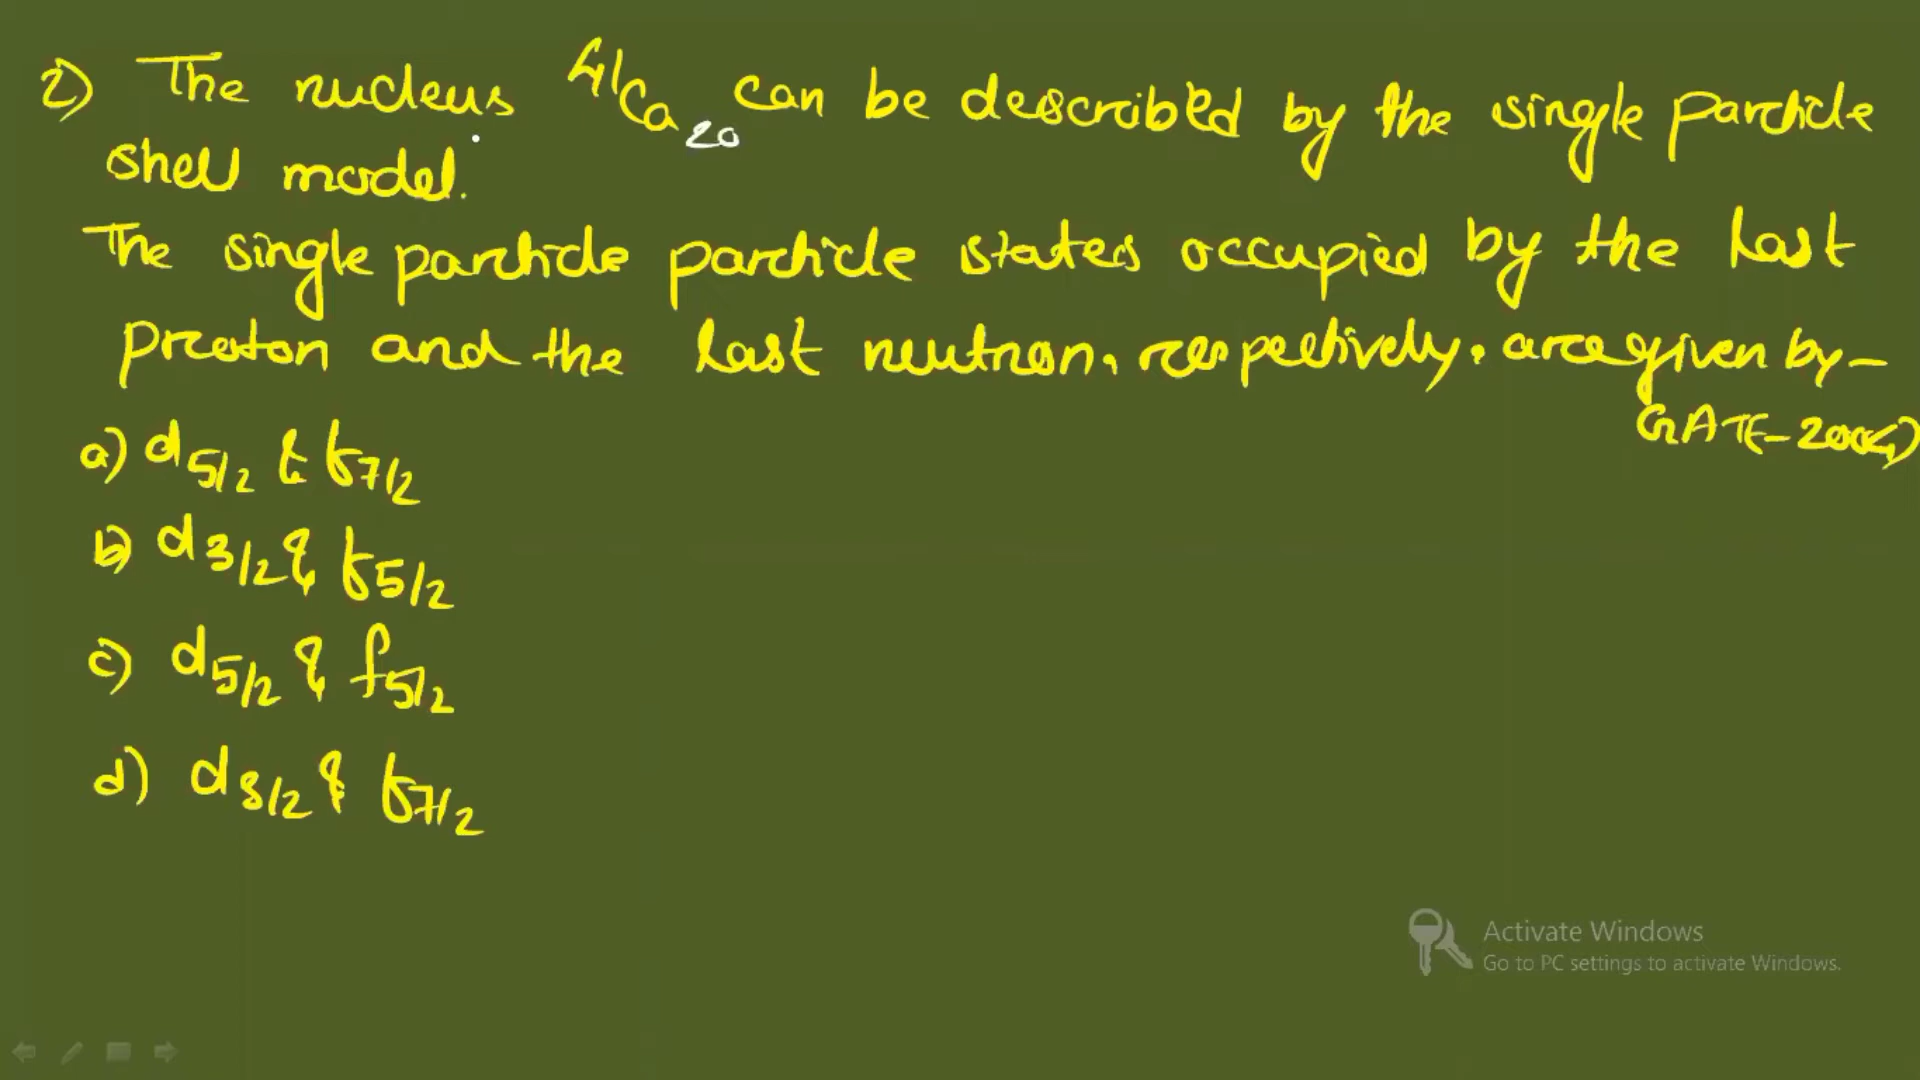 2) The nucleus 41Ca20 can be described by the single particle
shell model.
The single particle particle states occupied by the last
proton and the last neutron, respectively, are given by –
GATE-2004)
a) d5/2 & f7/2
b) d3/2 & f5/2
c) d5/2 & f5/2
d) d3/2 & f7/2
Activate Windows
Go to PC settings to activate Windows.